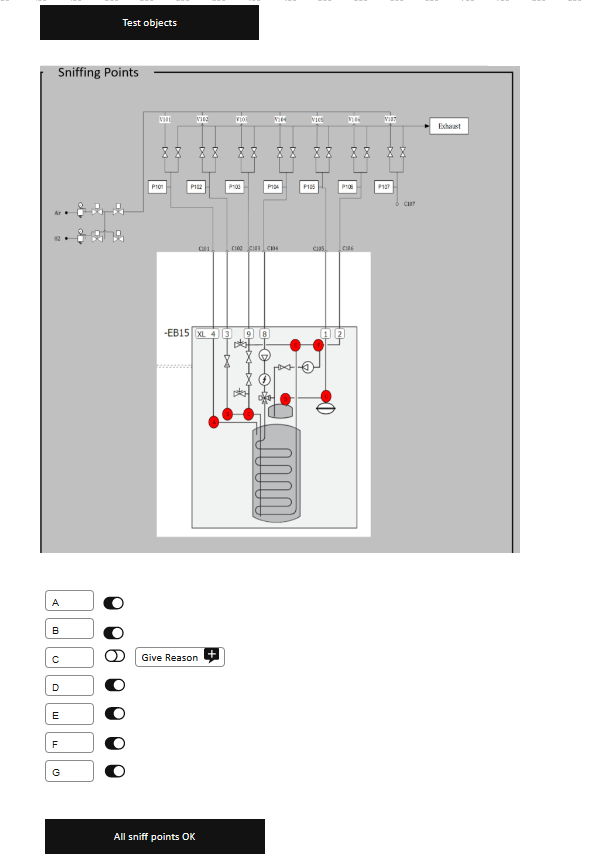 Test objects
Sniffing Points
V101 V102 V103 V104 V105 V106 V107
Exhaust
P101 P102 P103 P104 P105 P106 P107
Air
C107
H2
C101 C102 C103 C104 C105 C106
-EB15 XL 4 3 9 8 1 2
A
B
C Give Reason
D
E
F
G
All sniff points OK